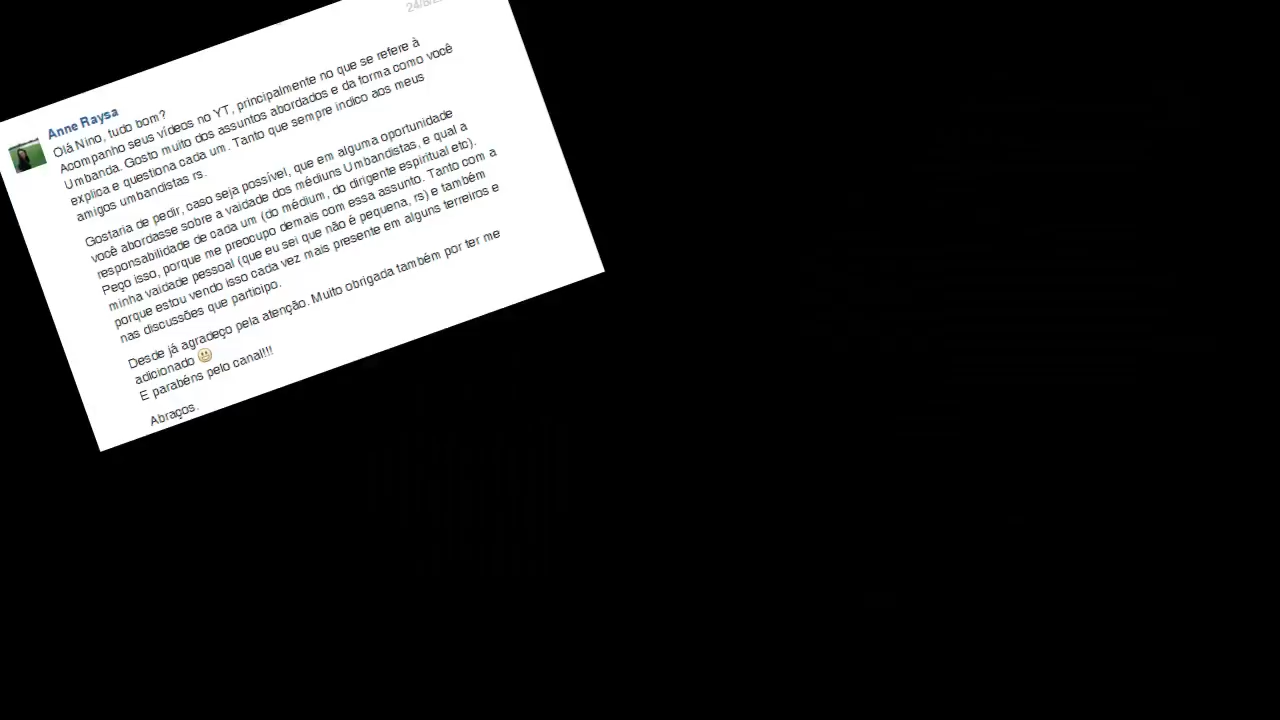 24/8/
Anne Raysa
Olá Nino, tudo bom?
Acompanho seus vídeos no YT, principalmente no que se refere à
Umbanda. Gosto muito dos assuntos abordados e da forma como você
explica e questiona cada um. Tanto que sempre indico aos meus
amigos umbandistas rs.
Gostaria de pedir, caso seja possível, que em alguma oportunidade
você abordasse sobre a vaidade dos médiuns Umbandistas, e qual a
responsabilidade de cada um (do médium, do dirigente espiritual etc).
Peço isso, porque me preocupo demais com essa assunto. Tanto com a
minha vaidade pessoal (que eu sei que não é pequena, rs) e também
porque estou vendo isso cada vez mais presente em alguns terreiros e
nas discussões que participo.
Desde já agradeço pela atenção. Muito obrigada também por ter me
adicionado 😃
E parabéns pelo canal!!!
Abraços.